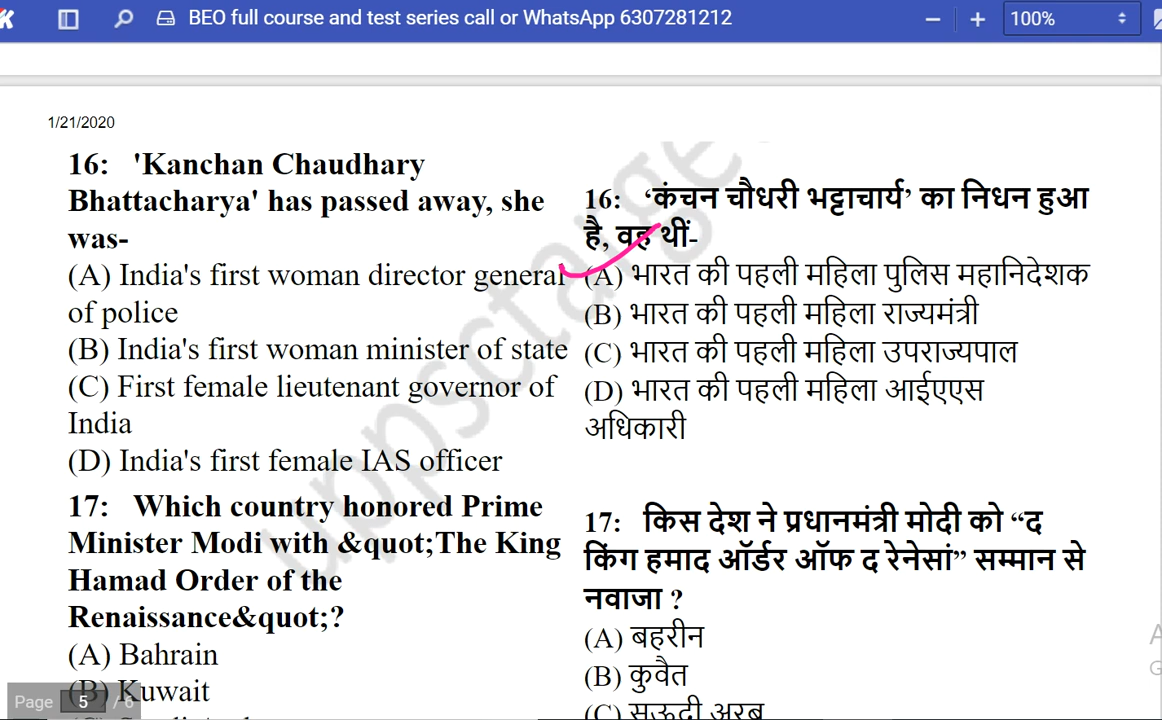 BEO full course and test series call or WhatsApp 6307281212
100%
1/21/2020
16: 'Kanchan Chaudhary
Bhattacharya' has passed away, she
was-
(A) India's first woman director general
of police
(B) India's first woman minister of state
(C) First female lieutenant governor of
India
(D) India's first female IAS officer
17: Which country honored Prime
Minister Modi with &quot;The King
Hamad Order of the
Renaissance&quot;?
(A) Bahrain
(B) Kuwait
16: ‘कंचन चौधरी भट्टाचार्य’ का निधन हुआ
है, वह थीं-
(A) भारत की पहली महिला पुलिस महानिदेशक
(B) भारत की पहली महिला राज्यमंत्री
(C) भारत की पहली महिला उपराज्यपाल
(D) भारत की पहली महिला आईएएस
अधिकारी
17: किस देश ने प्रधानमंत्री मोदी को “द
किंग हमाद ऑर्डर ऑफ द रेनेसां” सम्मान से
नवाजा ?
(A) बहरीन
(B) कुवैत
(C) सऊदी अरब
Page 5 / 6
uppsctarge